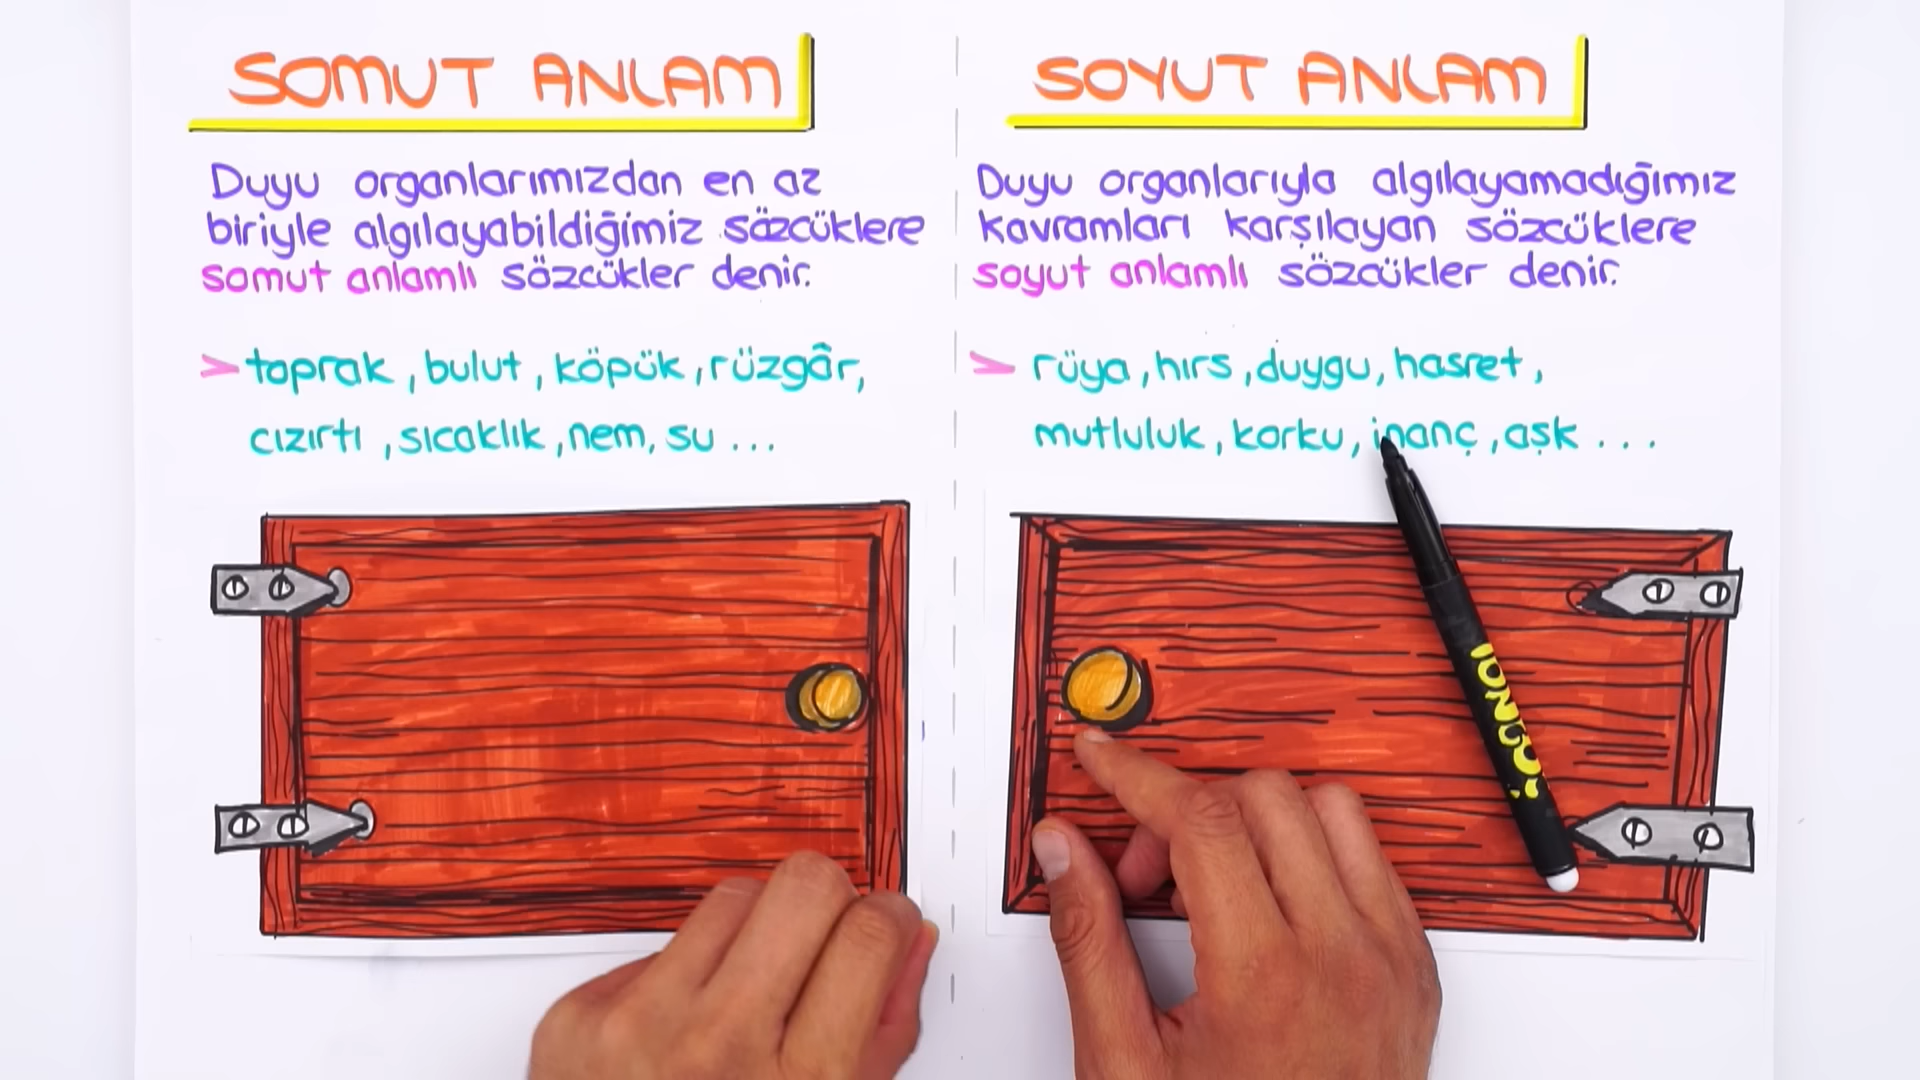 SOMUT ANLAM
Duyu organlarımızdan en az
biriyle algılayabildiğimiz sözcüklere
somut anlamlı sözcükler denir.
> toprak, bulut, köpük, rüzgâr,
cızırtı, sıcaklık, nem, su ...
SOYUT ANLAM
Duyu organlarıyla algılayamadığımız
kavramları karşılayan sözcüklere
soyut anlamlı sözcükler denir.
> rüya, hırs, duygu, hasret,
mutluluk, korku, inanç, aşk ...